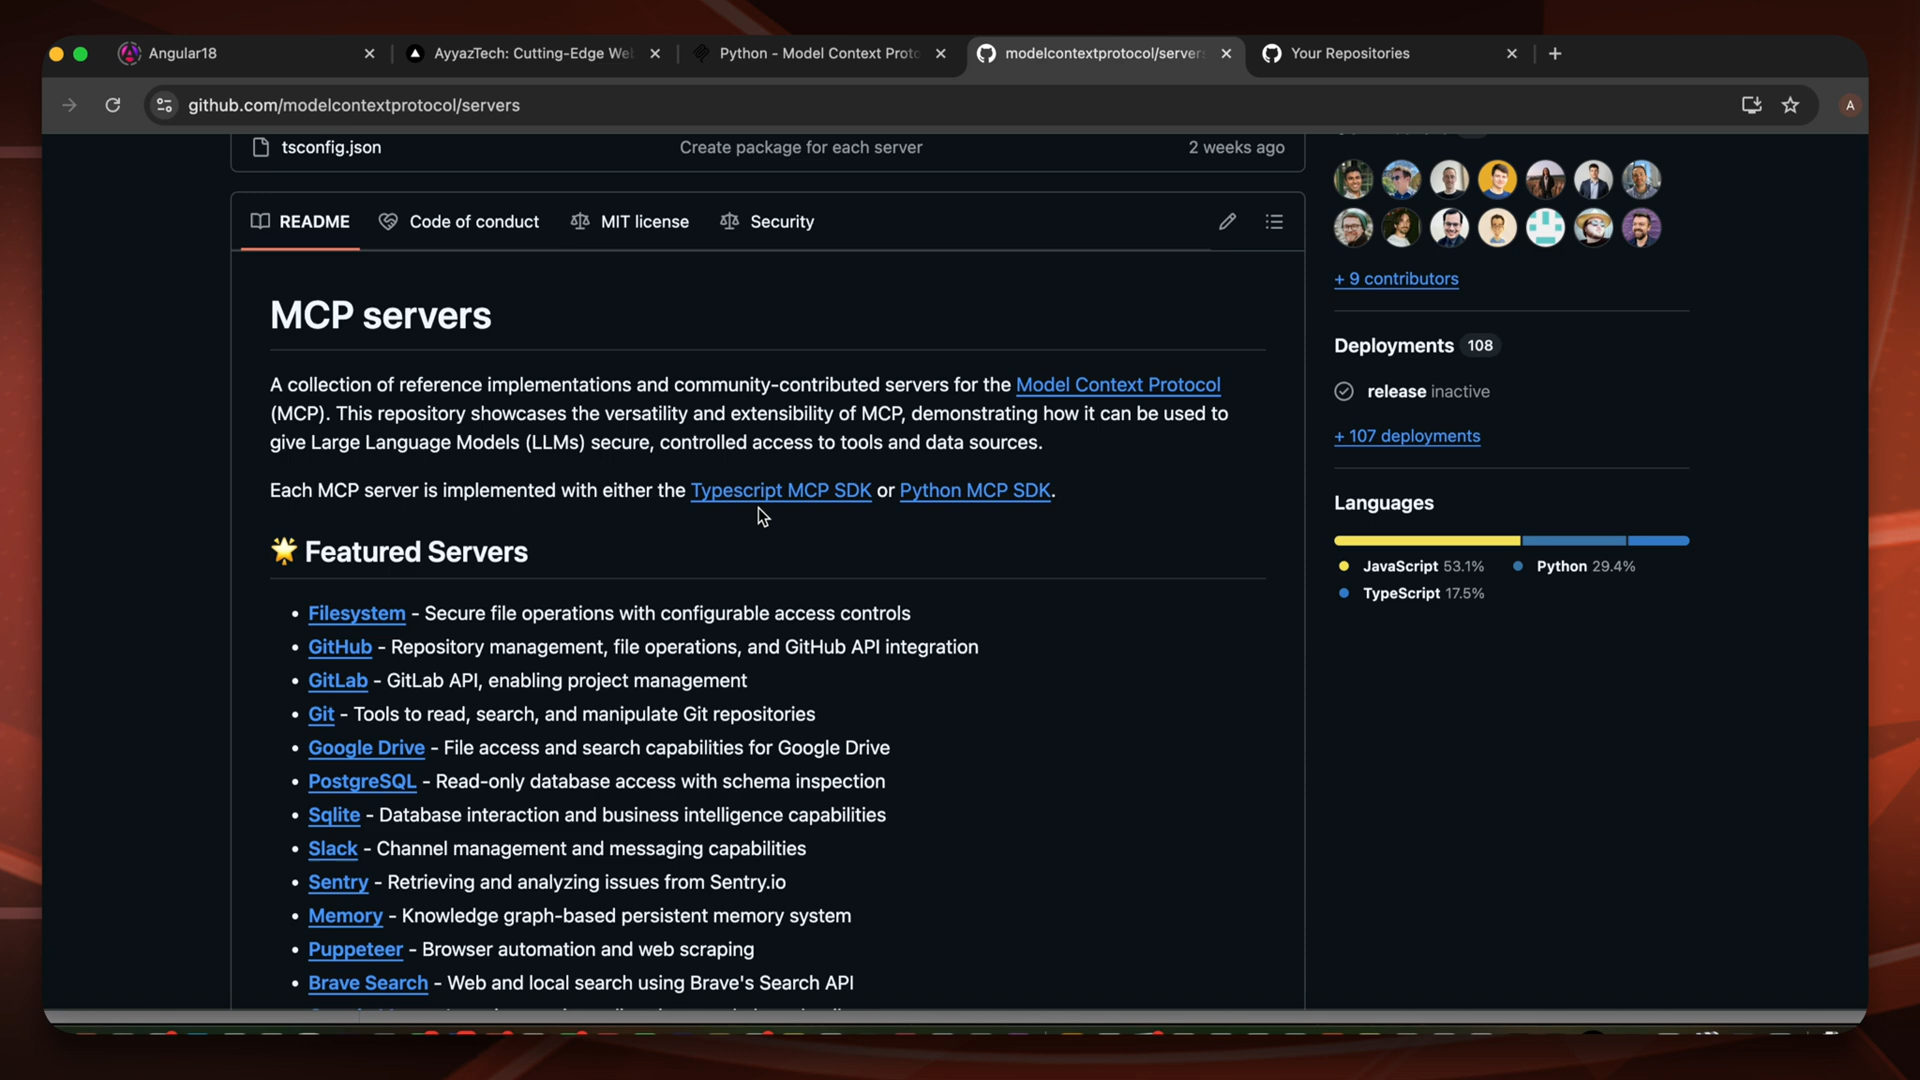 Angular18
AyyazTech: Cutting-Edge We
Python - Model Context Proto
modelcontextprotocol/servers
Your Repositories
github.com/modelcontextprotocol/servers
A
tsconfig.json
Create package for each server
2 weeks ago
README
Code of conduct
MIT license
Security
MCP servers
A collection of reference implementations and community-contributed servers for the Model Context Protocol
(MCP). This repository showcases the versatility and extensibility of MCP, demonstrating how it can be used to
give Large Language Models (LLMs) secure, controlled access to tools and data sources.
Each MCP server is implemented with either the Typescript MCP SDK or Python MCP SDK.
Featured Servers
• Filesystem - Secure file operations with configurable access controls
• GitHub - Repository management, file operations, and GitHub API integration
• GitLab - GitLab API, enabling project management
• Git - Tools to read, search, and manipulate Git repositories
• Google Drive - File access and search capabilities for Google Drive
• PostgreSQL - Read-only database access with schema inspection
• Sqlite - Database interaction and business intelligence capabilities
• Slack - Channel management and messaging capabilities
• Sentry - Retrieving and analyzing issues from Sentry.io
• Memory - Knowledge graph-based persistent memory system
• Puppeteer - Browser automation and web scraping
• Brave Search - Web and local search using Brave's Search API
+ 9 contributors
Deployments 108
release inactive
+ 107 deployments
Languages
JavaScript 53.1%
Python 29.4%
TypeScript 17.5%